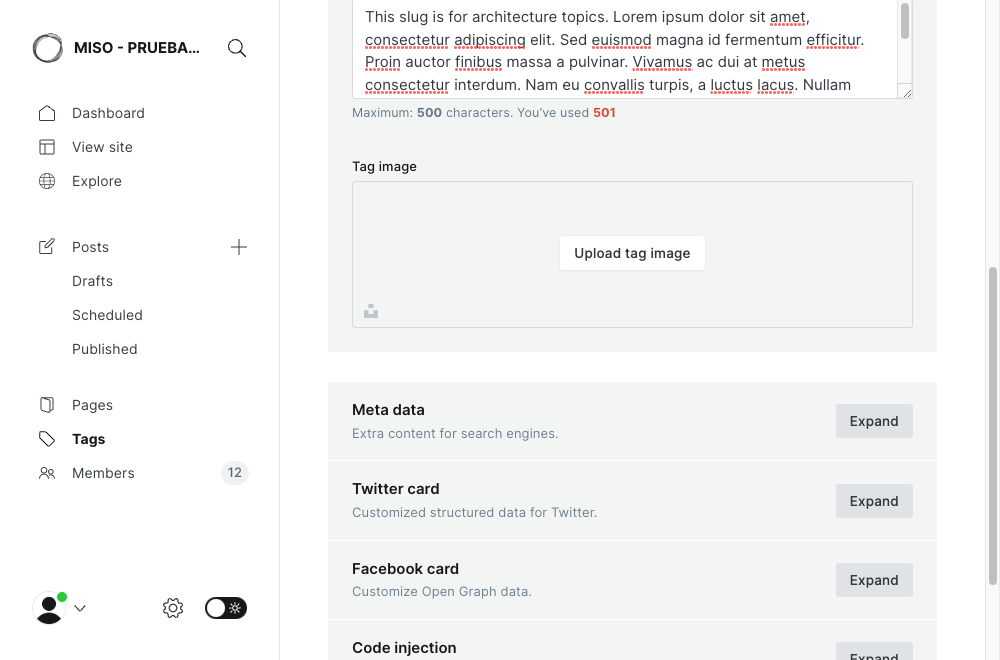 MISO - PRUEBA...
Dashboard
View site
Explore
Posts
Drafts
Scheduled
Published
Pages
Tags
Members 12
This slug is for architecture topics. Lorem ipsum dolor sit amet,
consectetur adipiscing elit. Sed euismod magna id fermentum efficitur.
Proin auctor finibus massa a pulvinar. Vivamus ac dui at metus
consectetur interdum. Nam eu convallis turpis, a luctus lacus. Nullam
Maximum: 500 characters. You’ve used 501
Tag image
Upload tag image
Meta data
Extra content for search engines.
Expand
Twitter card
Customized structured data for Twitter.
Expand
Facebook card
Customize Open Graph data.
Expand
Code injection
Expand